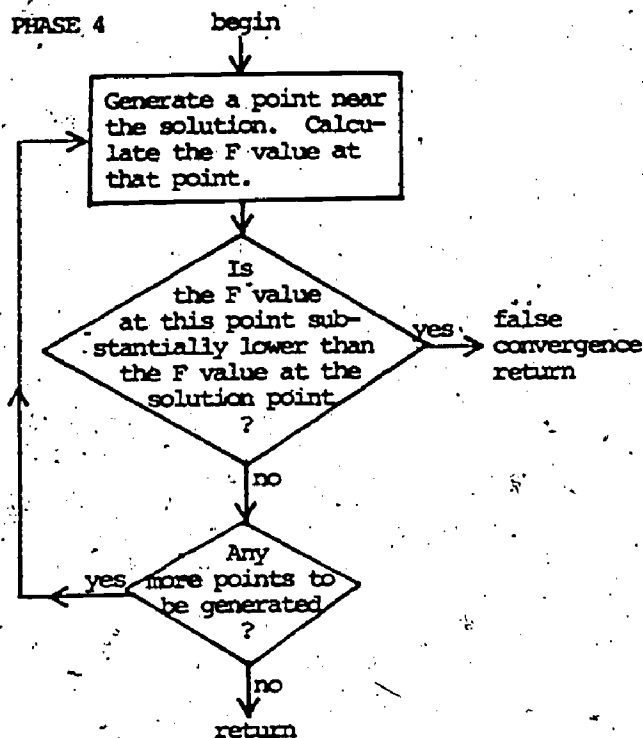 PHASE 4
begin
Generate a point near
the solution. Calcu-
late the F value at
that point.
Is
the F value
at this point sub-
stantially lower than
the F value at the
solution point
?
yes
false
convergence
return
no
Any
more points to
be generated
?
yes
no
return